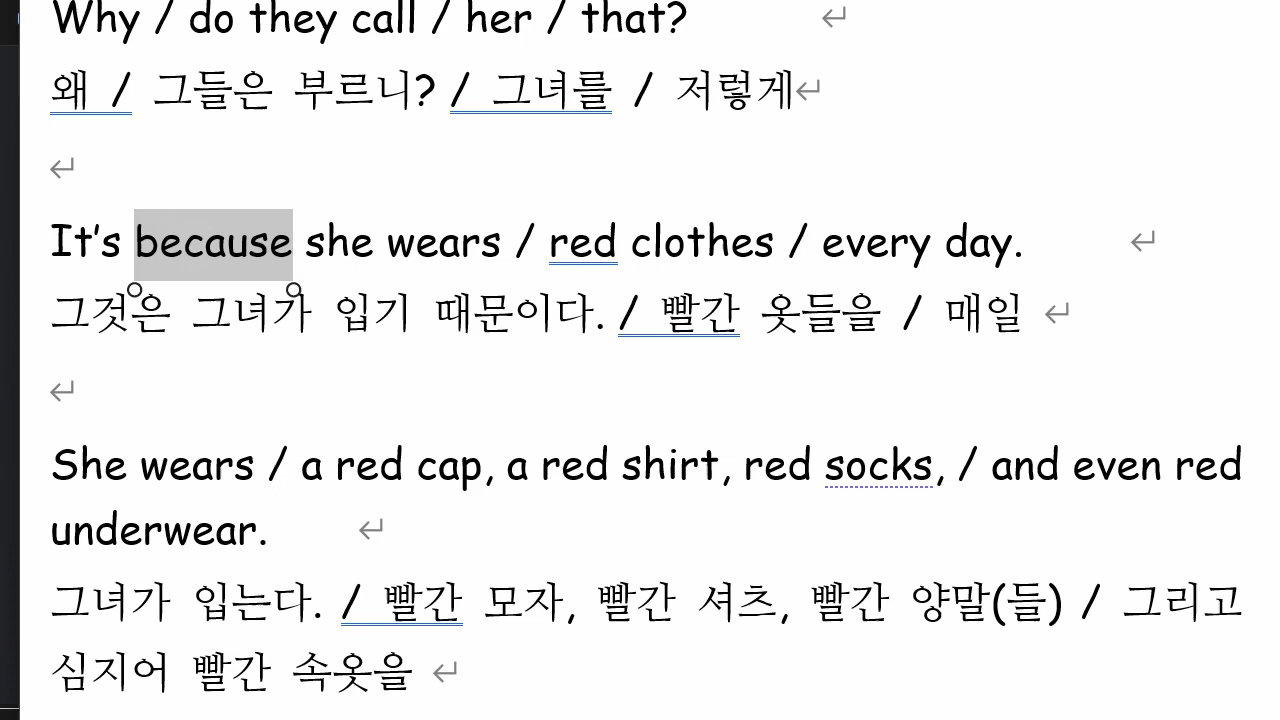 Why / do they call / her / that?
왜 / 그들은 부르니? / 그녀를 / 저렇게
It's because she wears / red clothes / every day.
그것은 그녀가 입기 때문이다. / 빨간 옷들을 / 매일
She wears / a red cap, a red shirt, red socks, / and even red
underwear.
그녀가 입는다. / 빨간 모자, 빨간 셔츠, 빨간 양말(들) / 그리고
심지어 빨간 속옷을